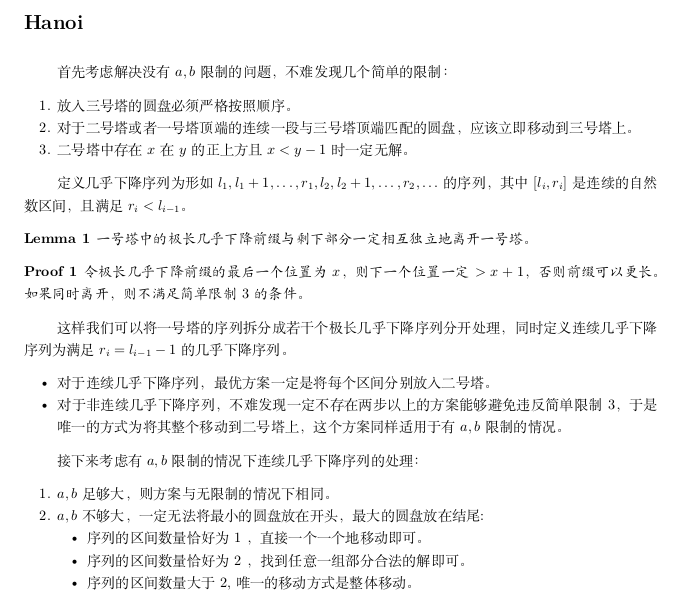 Hanoi
首先考虑解决没有 a, b 限制的问题，不难发现几个简单的限制：
1. 放入三号塔的圆盘必须严格按照顺序。
2. 对于二号塔或者一号塔顶端的连续一段与三号塔顶端匹配的圆盘，应该立即移动到三号塔上。
3. 二号塔中存在 x 在 y 的正上方且 x < y − 1 时一定无解。
定义几乎下降序列为形如 l₁, l₁ + 1, . . . , r₁, l₂, l₂ + 1, . . . , r₂, . . . 的序列，其中 [lᵢ, rᵢ] 是连续的自然
数区间，且满足 rᵢ < lᵢ₋₁。
Lemma 1 一号塔中的极长几乎下降前缀与剩下部分一定相互独立地离开一号塔。
Proof 1 令极长几乎下降前缀的最后一个位置为 x，则下一个位置一定 > x + 1，否则前缀可以更长。
如果同时离开，则不满足简单限制 3 的条件。
这样我们可以将一号塔的序列拆分成若干个极长几乎下降序列分开处理，同时定义连续几乎下降
序列为满足 rᵢ = lᵢ₋₁ − 1 的几乎下降序列。
• 对于连续几乎下降序列，最优方案一定是将每个区间分别放入二号塔。
• 对于非连续几乎下降序列，不难发现一定不存在两步以上的方案能够避免违反简单限制 3，于是
唯一的方式为将其整个移动到二号塔上，这个方案同样适用于有 a, b 限制的情况。
接下来考虑有 a, b 限制的情况下连续几乎下降序列的处理：
1. a, b 足够大，则方案与无限制的情况下相同。
2. a, b 不够大，一定无法将最小的圆盘放在开头，最大的圆盘放在结尾:
• 序列的区间数量恰好为 1 ，直接一个一个地移动即可。
• 序列的区间数量恰好为 2 ，找到任意一组部分合法的解即可。
• 序列的区间数量大于 2, 唯一的移动方式是整体移动。